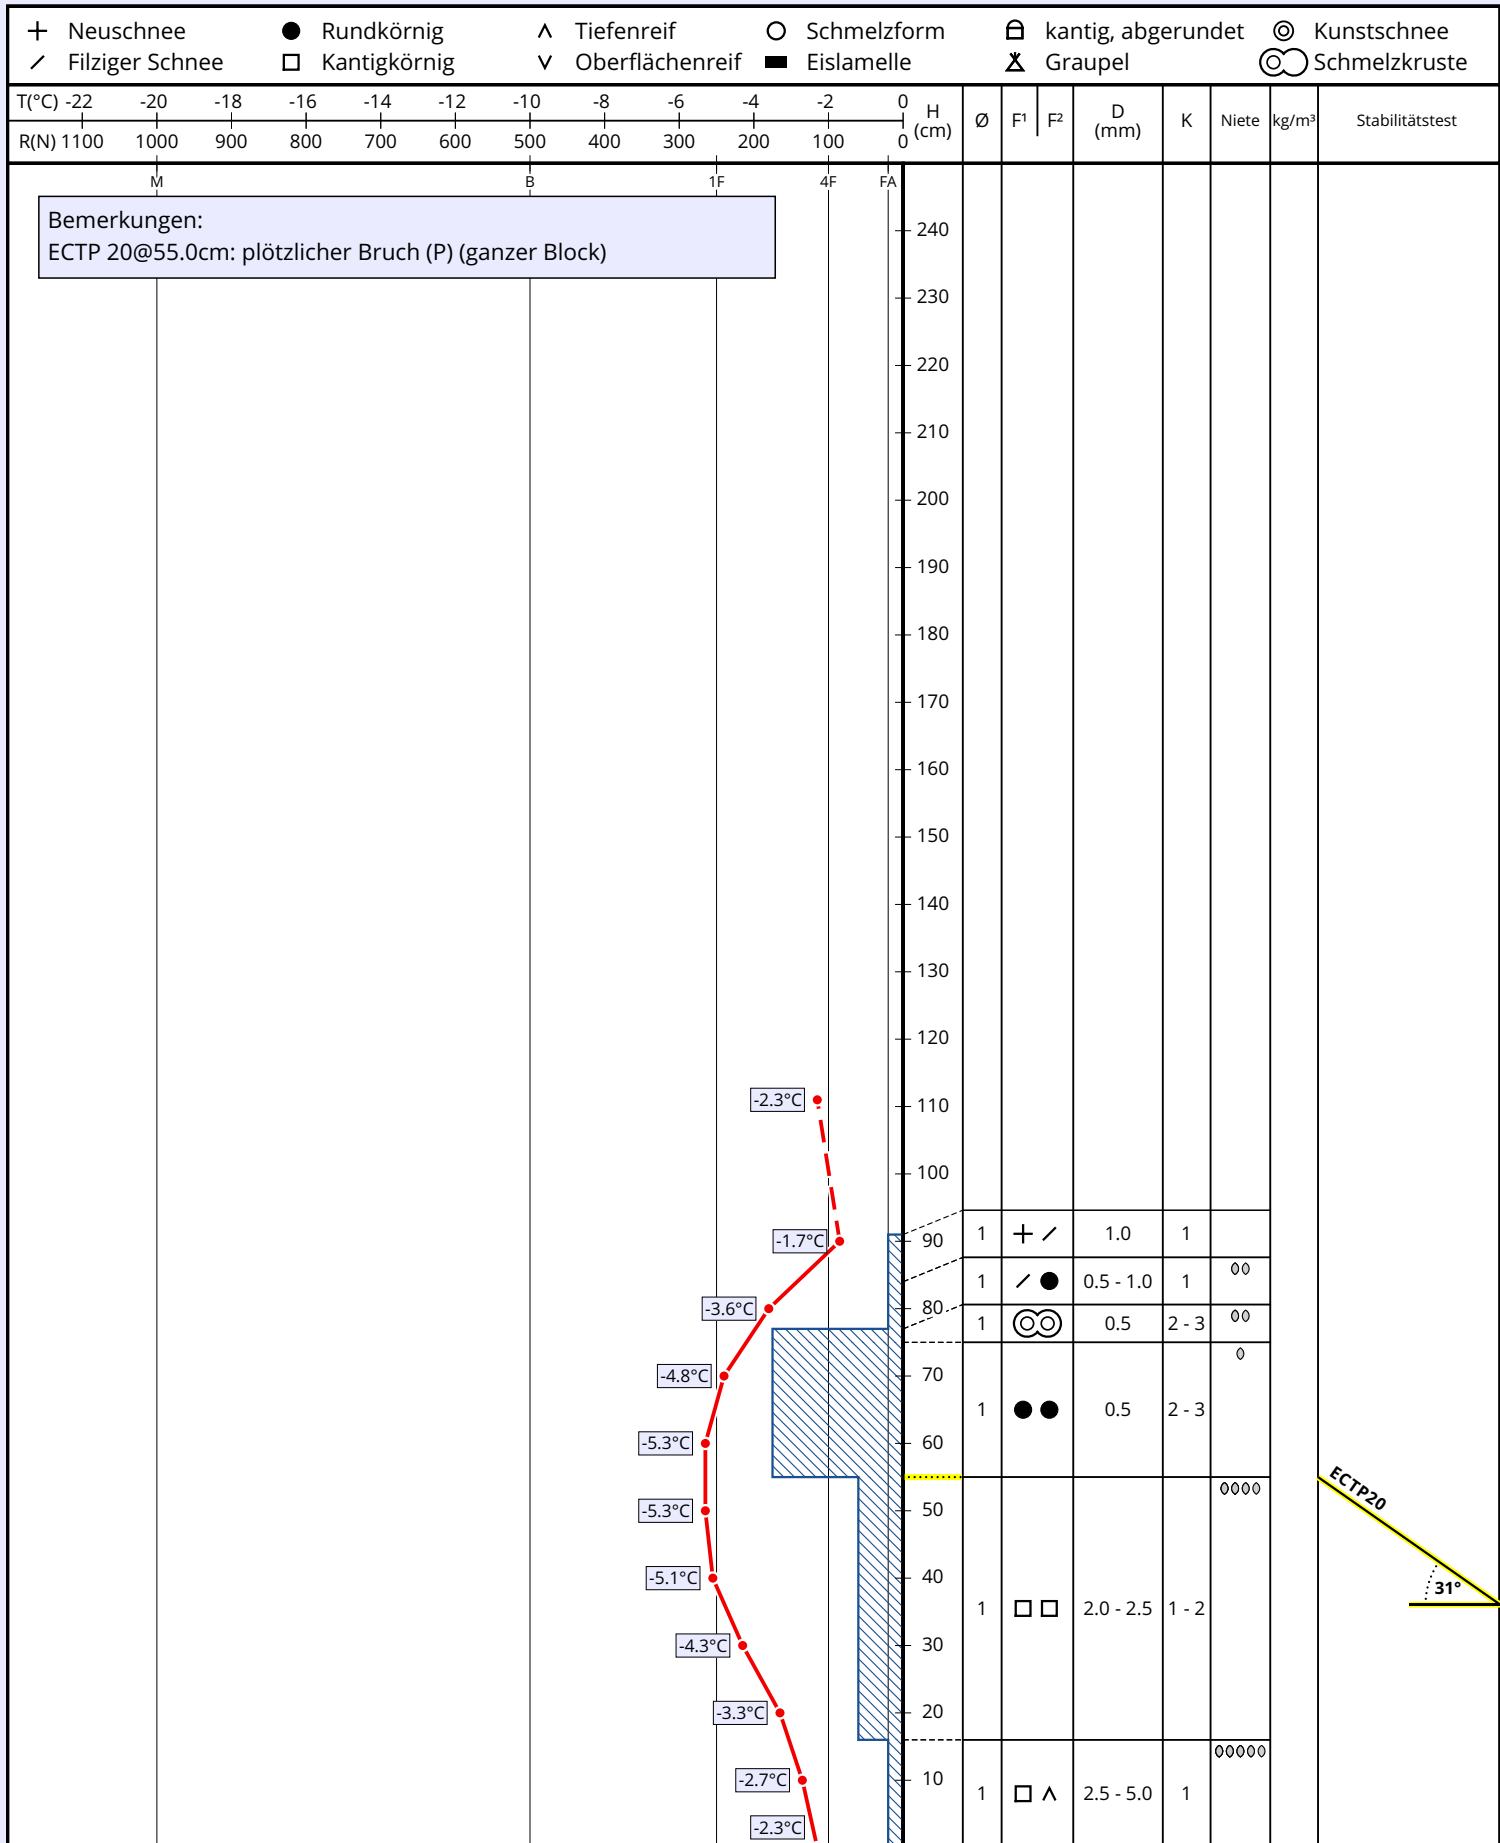 Neuschnee Rundkörnig Tiefenreif Schmelzform kantig, abgerundet Kunstschnee
Filziger Schnee Kantigkörnig Oberflächenreif Eislamelle Graupel Schmelzkruste
T(°C) -22 -20 -18 -16 -14 -12 -10 -8 -6 -4 -2 0
R(N) 1100 1000 900 800 700 600 500 400 300 200 100 0
H (cm) Ø F¹ F² D (mm) K Niete kg/m³ Stabilitätstest
M B 1F 4F FA
Bemerkungen:
ECTP 20@55.0cm: plötzlicher Bruch (P) (ganzer Block)
240
230
220
210
200
190
180
170
160
150
140
130
120
-2.3°C 110
100
1 1.0 1
-1.7°C 90
1 0.5 - 1.0 1
-3.6°C 80
1 0.5 2 - 3
-4.8°C 70
1 0.5 2 - 3
-5.3°C 60
ECTP20
-5.3°C 50
-5.1°C 40
31°
1 2.0 - 2.5 1 - 2
-4.3°C 30
-3.3°C 20
-2.7°C 10
1 2.5 - 5.0 1
-2.3°C